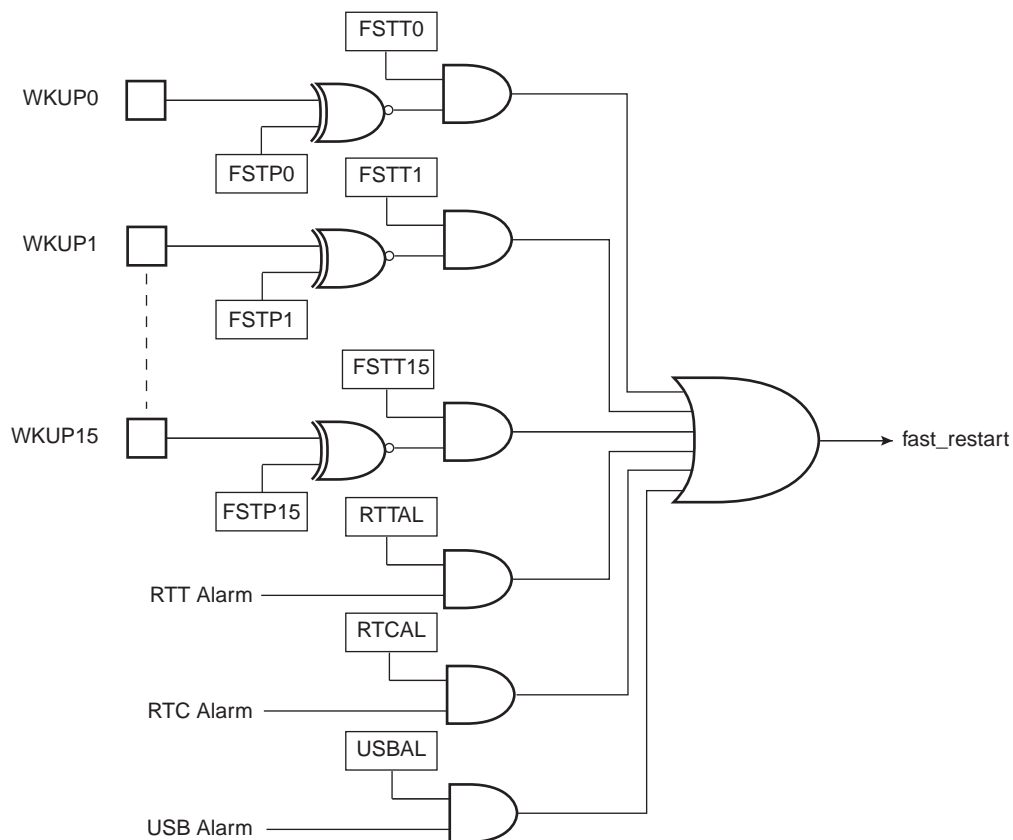 FSTT0
WKUP0
FSTP0
FSTT1
WKUP1
FSTP1
FSTT15
WKUP15
fast_restart
FSTP15
RTTAL
RTT Alarm
RTCAL
RTC Alarm
USBAL
USB Alarm